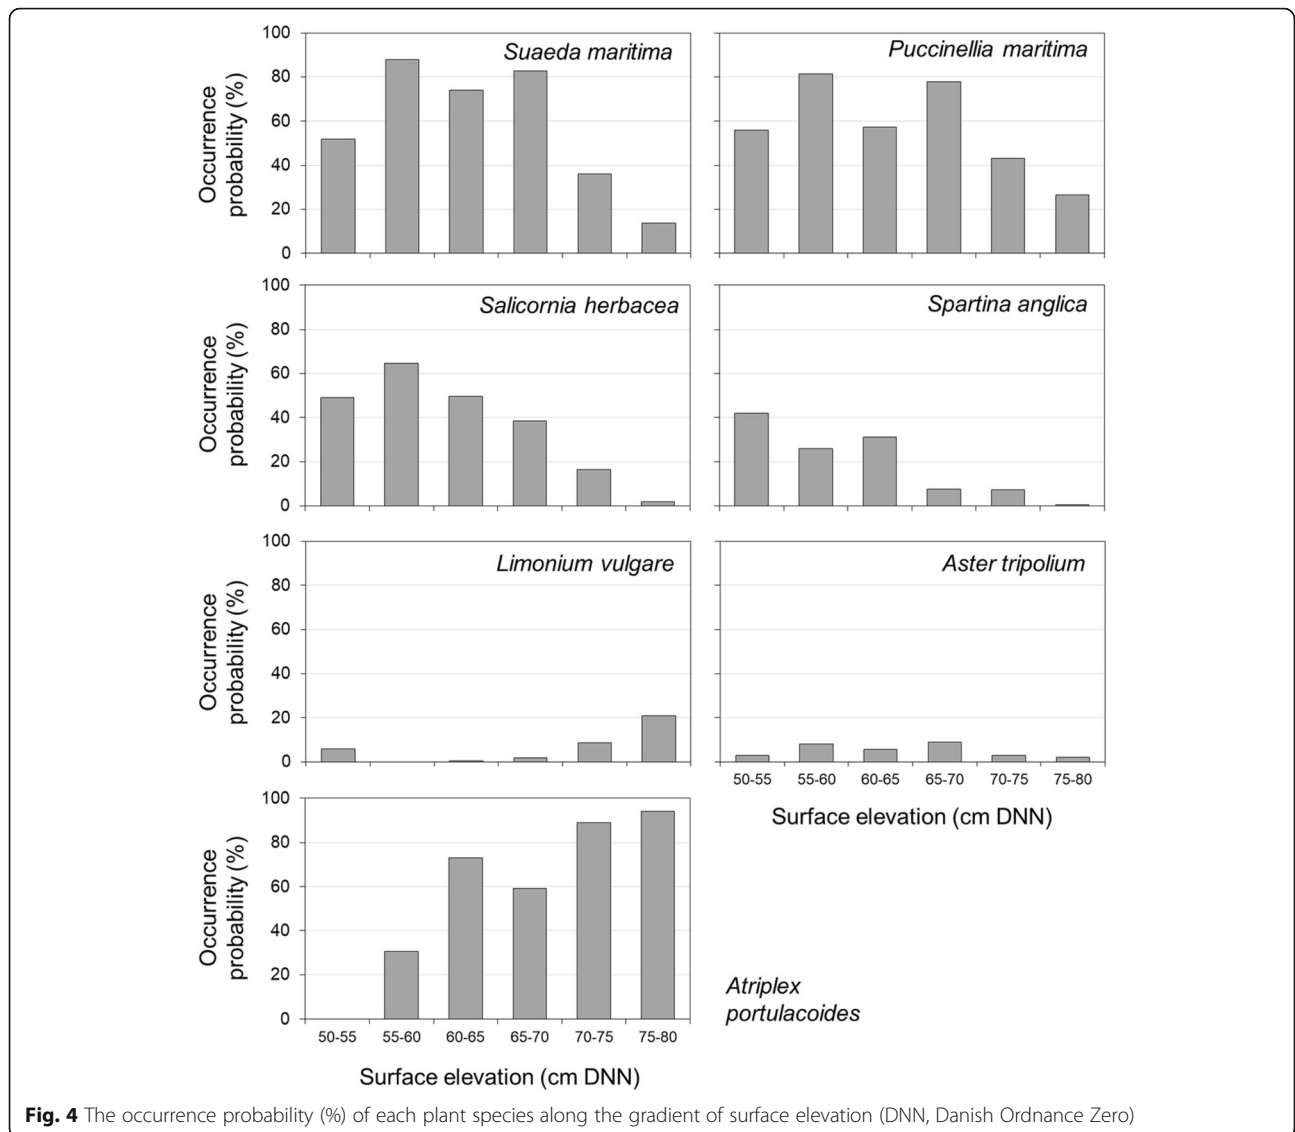 Suaeda maritima
Occurrence
probability (%)
100
80
60
40
20
0
Puccinellia maritima
Salicornia herbacea
Occurrence
probability (%)
100
80
60
40
20
0
Spartina anglica
Limonium vulgare
Occurrence
probability (%)
100
80
60
40
20
0
Aster tripolium
50-55 55-60 60-65 65-70 70-75 75-80
Surface elevation (cm DNN)
Occurrence
probability (%)
100
80
60
40
20
0
50-55 55-60 60-65 65-70 70-75 75-80
Surface elevation (cm DNN)
Atriplex
portulacoides
Fig. 4 The occurrence probability (%) of each plant species along the gradient of surface elevation (DNN, Danish Ordnance Zero)